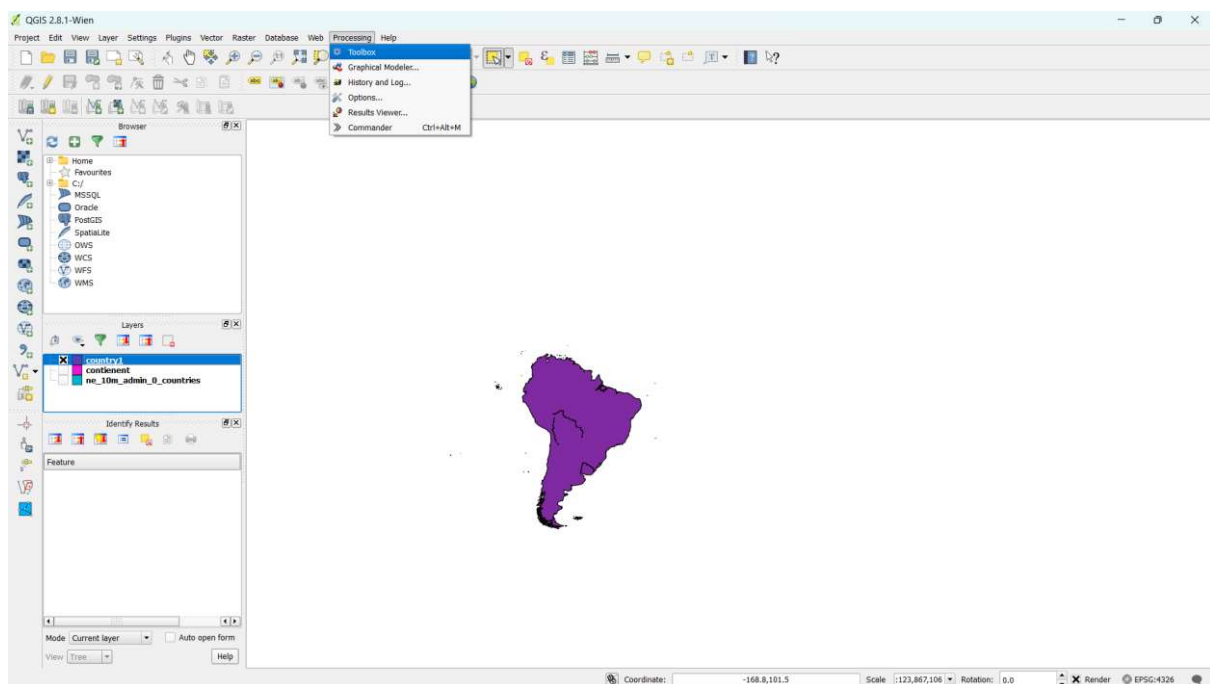 QGIS 2.8.1-Wien
Project Edit View Layer Settings Plugins Vector Raster Database Web Processing Help
Toolbox
Graphical Modeler...
History and Log...
Options...
Results Viewer...
Commander Ctrl+Alt+M
Browser
Home
Favourites
C:/
MSSQL
Oracle
PostGIS
SpatiaLite
OWS
WCS
WFS
WMS
Layers
country1
contienent
ne_10m_admin_0_countries
Identify Results
Feature
Mode Current layer Auto open form
View Tree Help
Coordinate: -168.8,101.5 Scale :123,867,106 Rotation: 0.0 Render EPSG:4326